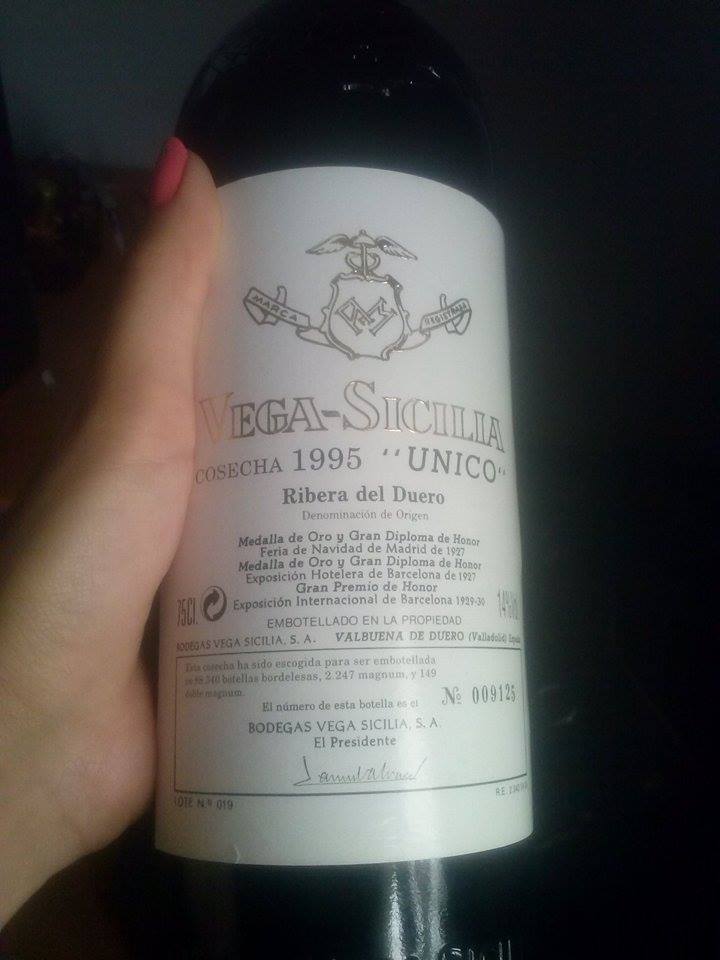 MARCA
REGISTRADA
VEGA-SICILIA
COSECHA 1995 "UNICO"
Ribera del Duero
Denominación de Origen
Medalla de Oro y Gran Diploma de Honor
Feria de Navidad de Madrid de 1927
Medalla de Oro y Gran Diploma de Honor
Exposición Hotelera de Barcelona de 1927
Gran Premio de Honor
Exposición Internacional de Barcelona 1929-30
75Cl. 14%
EMBOTELLADO EN LA PROPIEDAD
BODEGAS VEGA SICILIA, S. A. VALBUENA DE DUERO (Valladolid) España
Esta cosecha ha sido escogida para ser embotellada
en botellas bordelesas, 2.247 magnum, y 149
doble magnum.
El número de esta botella es el Nº 009125
BODEGAS VEGA SICILIA, S. A.
El Presidente
LOTE N.º 019
R.E.